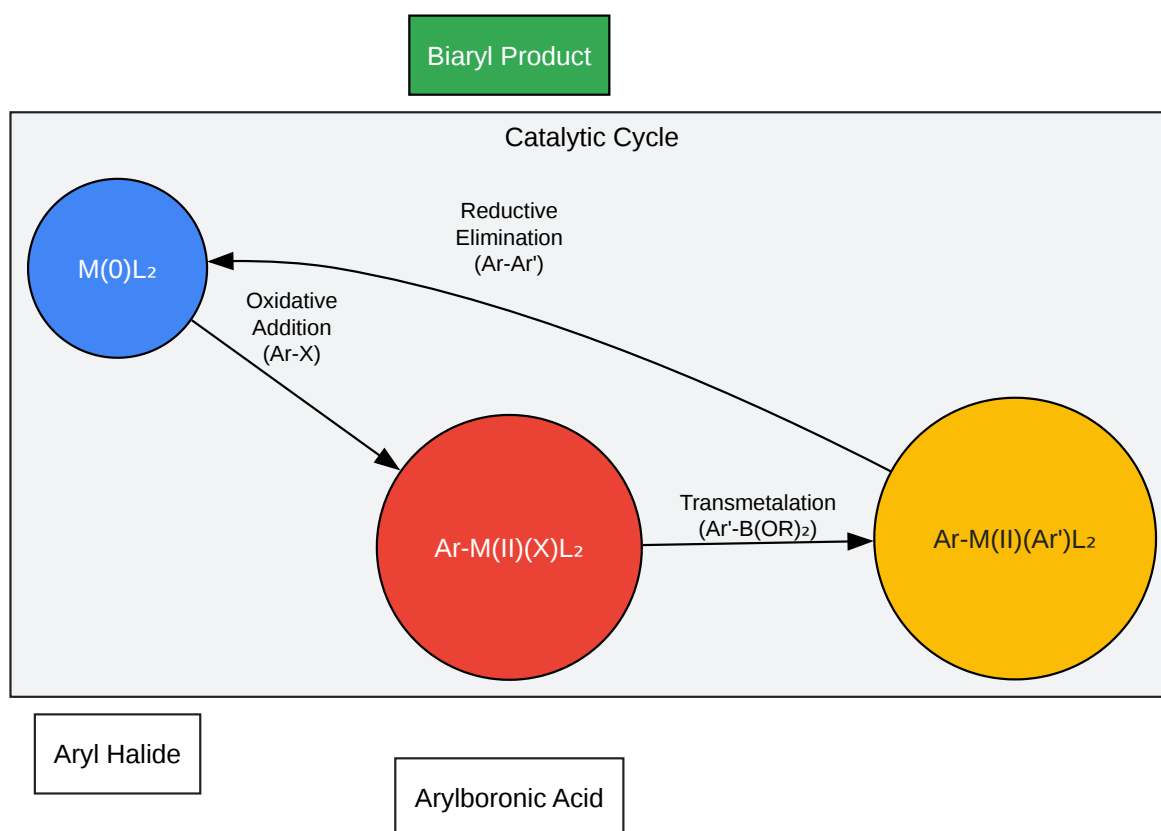 Biaryl Product
Catalytic Cycle
Reductive
Elimination
(Ar-Ar')
M(0)L₂
Oxidative
Addition
(Ar-X)
Transmetalation
(Ar'-B(OR)₂)
Ar-M(II)(X)L₂
Ar-M(II)(Ar')L₂
Aryl Halide
Arylboronic Acid